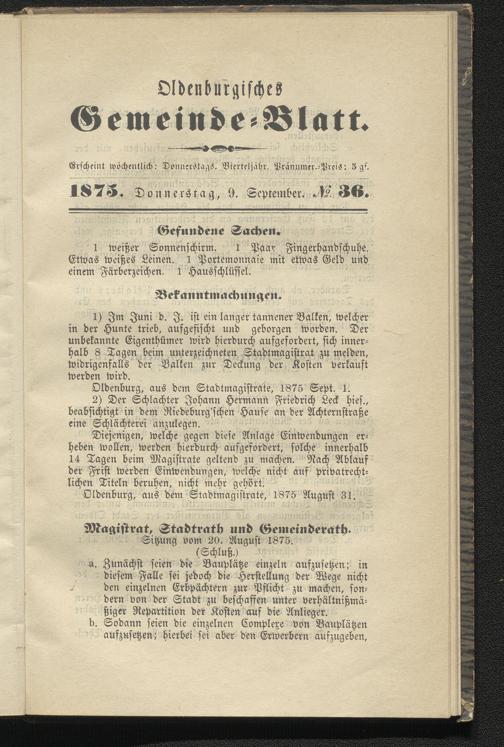 Oldenburgisches
Gemeinde-Blatt.
Erscheint wöchentlich: Donnerstags. Vierteljähr. Pränumer.-Preis: 5 gs.
1875. Donnerstag, 9. September. № 36.
Gefundene Sachen.
1 weißer Sonnenschirm. 1 Paar Fingerhandschuhe.
Etwas weißes Leinen. 1 Portemonnaie mit etwas Geld und
einem Färberzeichen. 1 Hausschlüssel.
Bekanntmachungen.
1) Im Juni d. J. ist ein langer tannener Balken, welcher
in der Hunte trieb, aufgefischt und geborgen worden. Der
unbekannte Eigenthümer wird hierdurch aufgefordert, sich inner-
halb 8 Tagen beim unterzeichneten Stadtmagistrat zu melden,
widrigenfalls der Balken zur Deckung der Kosten verkauft
werden wird.
Oldenburg, aus dem Stadtmagistrate, 1875 Sept. 1.
2) Der Schlachter Johann Hermann Friedrich Leck hies.,
beabsichtigt in dem Riedeburg'schen Hause an der Achternstraße
eine Schlächterei anzulegen.
Diejenigen, welche gegen diese Anlage Einwendungen er-
heben wollen, werden hierdurch aufgefordert, solche innerhalb
14 Tagen beim Magistrate geltend zu machen. Nach Ablauf
der Frist werden Einwendungen, welche nicht auf privatrecht-
lichen Titeln beruhen, nicht mehr gehört.
Oldenburg, aus dem Stadtmagistrate, 1875 August 31.
Magistrat, Stadtrath und Gemeinderath.
Sitzung vom 20. August 1875.
(Schluß.)
a. Zunächst seien die Bauplätze einzeln aufzusetzen; in
diesem Falle sei jedoch die Herstellung der Wege nicht
den einzelnen Erbpächtern zur Pflicht zu machen, son-
dern von der Stadt zu beschaffen unter verhältnißmä-
ßiger Repartition der Kosten auf die Anlieger.
b. Sodann seien die einzelnen Complexe von Bauplätzen
aufzusetzen; hierbei sei aber den Erwerbern aufzugeben,